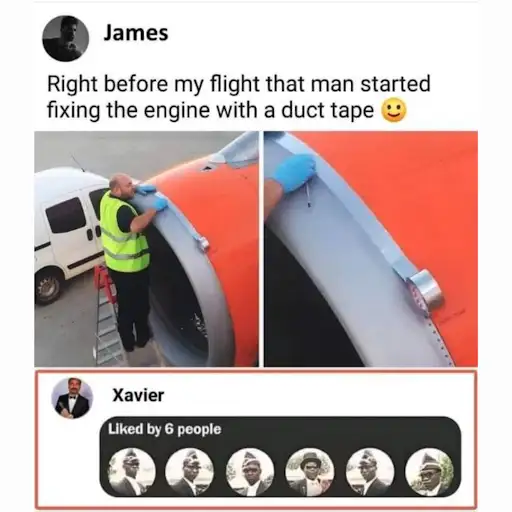 James
Right before my flight that man started
fixing the engine with a duct tape 🙂
Xavier
Liked by 6 people